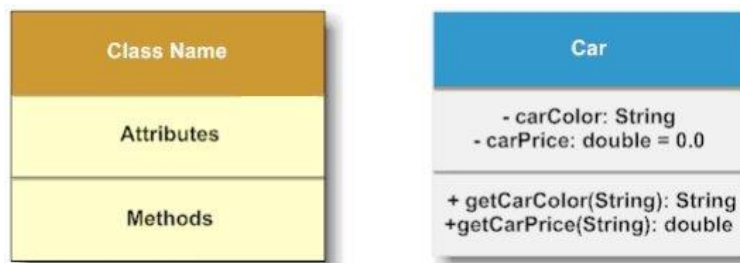 Class Name
Attributes
Methods
Car
- carColor: String
- carPrice: double = 0.0
+ getCarColor(String): String
+getCarPrice(String): double